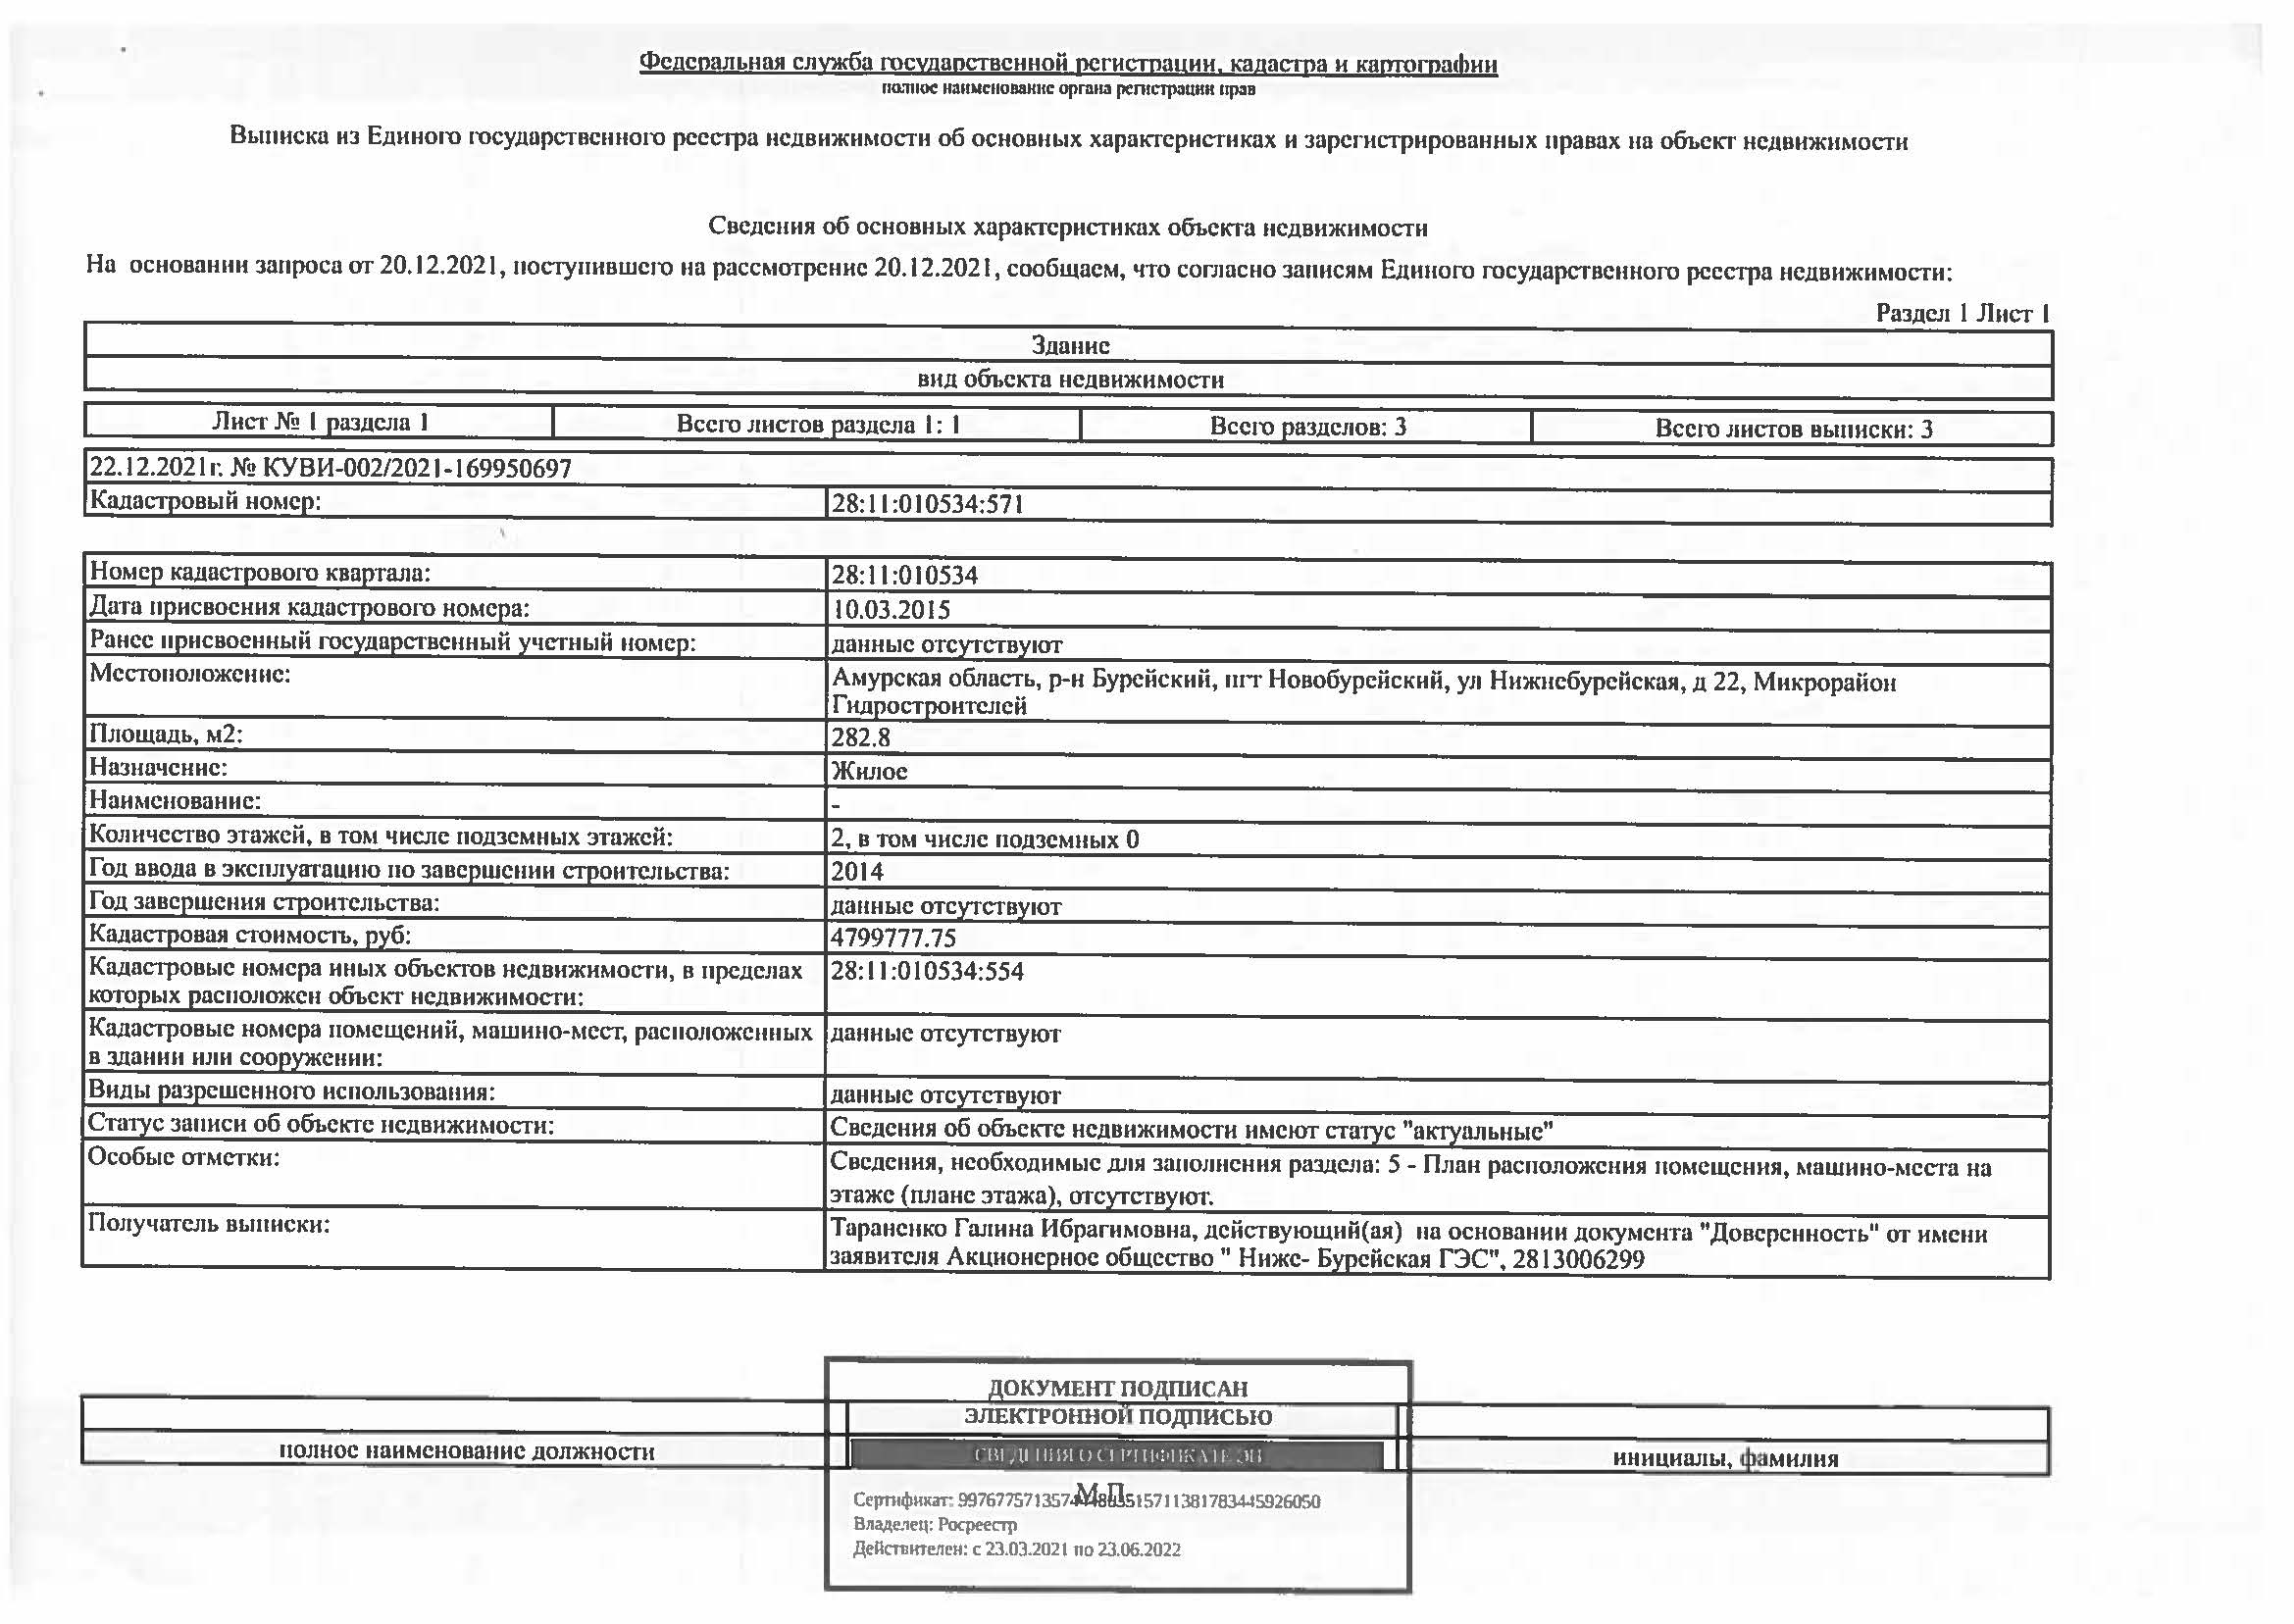 Федеральная служба государственной регистрации, кадастра и картографии
полное наименование органа регистрации прав
Выписка из Единого государственного реестра недвижимости об основных характеристиках и зарегистрированных правах на объект недвижимости
Сведения об основных характеристиках объекта недвижимости
На основании запроса от 20.12.2021, поступившего на рассмотрение 20.12.2021, сообщаем, что согласно записям Единого государственного реестра недвижимости:
Раздел 1 Лист 1
Здание
вид объекта недвижимости
Лист № 1 раздела 1 Всего листов раздела 1: 1 Всего разделов: 3 Всего листов выписки: 3
22.12.2021г. № КУВИ-002/2021-169950697
Кадастровый номер: 28:11:010534:571
Номер кадастрового квартала: 28:11:010534
Дата присвоения кадастрового номера: 10.03.2015
Ранее присвоенный государственный учетный номер: данные отсутствуют
Местоположение: Амурская область, р-н Бурейский, пгт Новобурейский, ул Нижнебурейская, д 22, Микрорайон
Гидростроителей
Площадь, м2: 282.8
Назначение: Жилое
Наименование: -
Количество этажей, в том числе подземных этажей: 2, в том числе подземных 0
Год ввода в эксплуатацию по завершении строительства: 2014
Год завершения строительства: данные отсутствуют
Кадастровая стоимость, руб: 4799777.75
Кадастровые номера иных объектов недвижимости, в пределах 28:11:010534:554
которых расположен объект недвижимости:
Кадастровые номера помещений, машино-мест, расположенных данные отсутствуют
в здании или сооружении:
Виды разрешенного использования: данные отсутствуют
Статус записи об объекте недвижимости: Сведения об объекте недвижимости имеют статус "актуальные"
Особые отметки: Сведения, необходимые для заполнения раздела: 5 - План расположения помещения, машино-места на
этаже (плане этажа), отсутствуют.
Получатель выписки: Тараненко Галина Ибрагимовна, действующий(ая) на основании документа "Доверенность" от имени
заявителя Акционерное общество " Ниже- Бурейская ГЭС", 2813006299
ДОКУМЕНТ ПОДПИСАН
ЭЛЕКТРОННОЙ ПОДПИСЬЮ
полное наименование должности СВЕДЕНИЯ О СЕРТИФИКАТЕ ЭП инициалы, фамилия
М.П.
Сертификат:
Владелец: Росреестр
Действителен: с 23.03.2021 по 23.06.2022